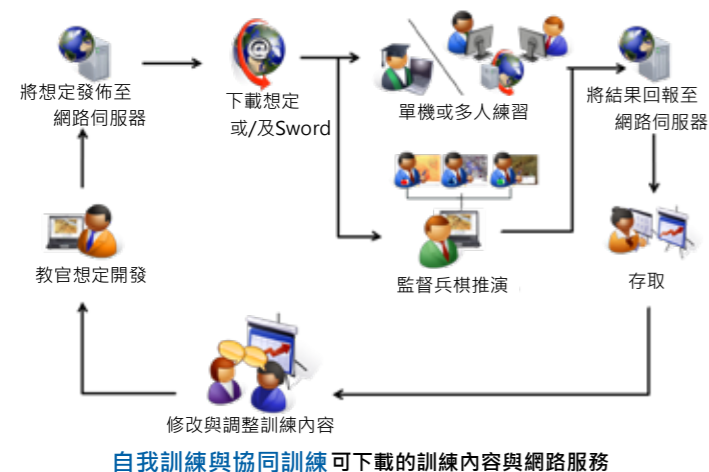 將想定發佈至
網路伺服器
@
下載想定
或/及Sword
單機或多人練習
將結果回報至
網路伺服器
教官想定開發
監督兵棋推演
存取
修改與調整訓練內容
自我訓練與協同訓練 可下載的訓練內容與網路服務